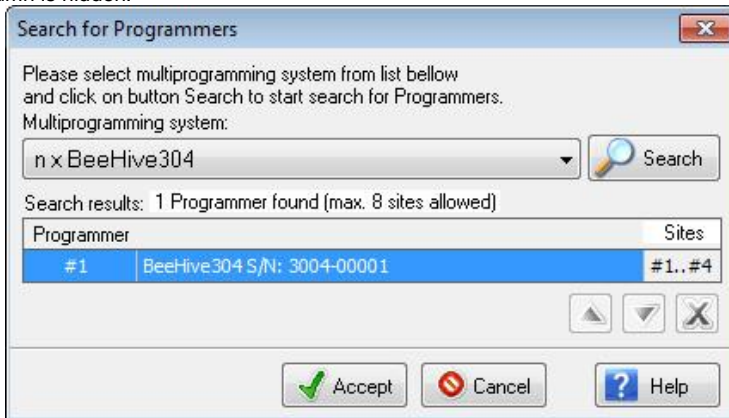 is hidden.
Search for Programmers
Please select multiprogramming system from list bellow
and click on button Search to start search for Programmers.
Multiprogramming system:
n x BeeHive304
Search
Search results: 1 Programmer found (max. 8 sites allowed)
Programmer Sites
#1 BeeHive304 S/N: 3004-00001 #1..#4
Accept Cancel Help